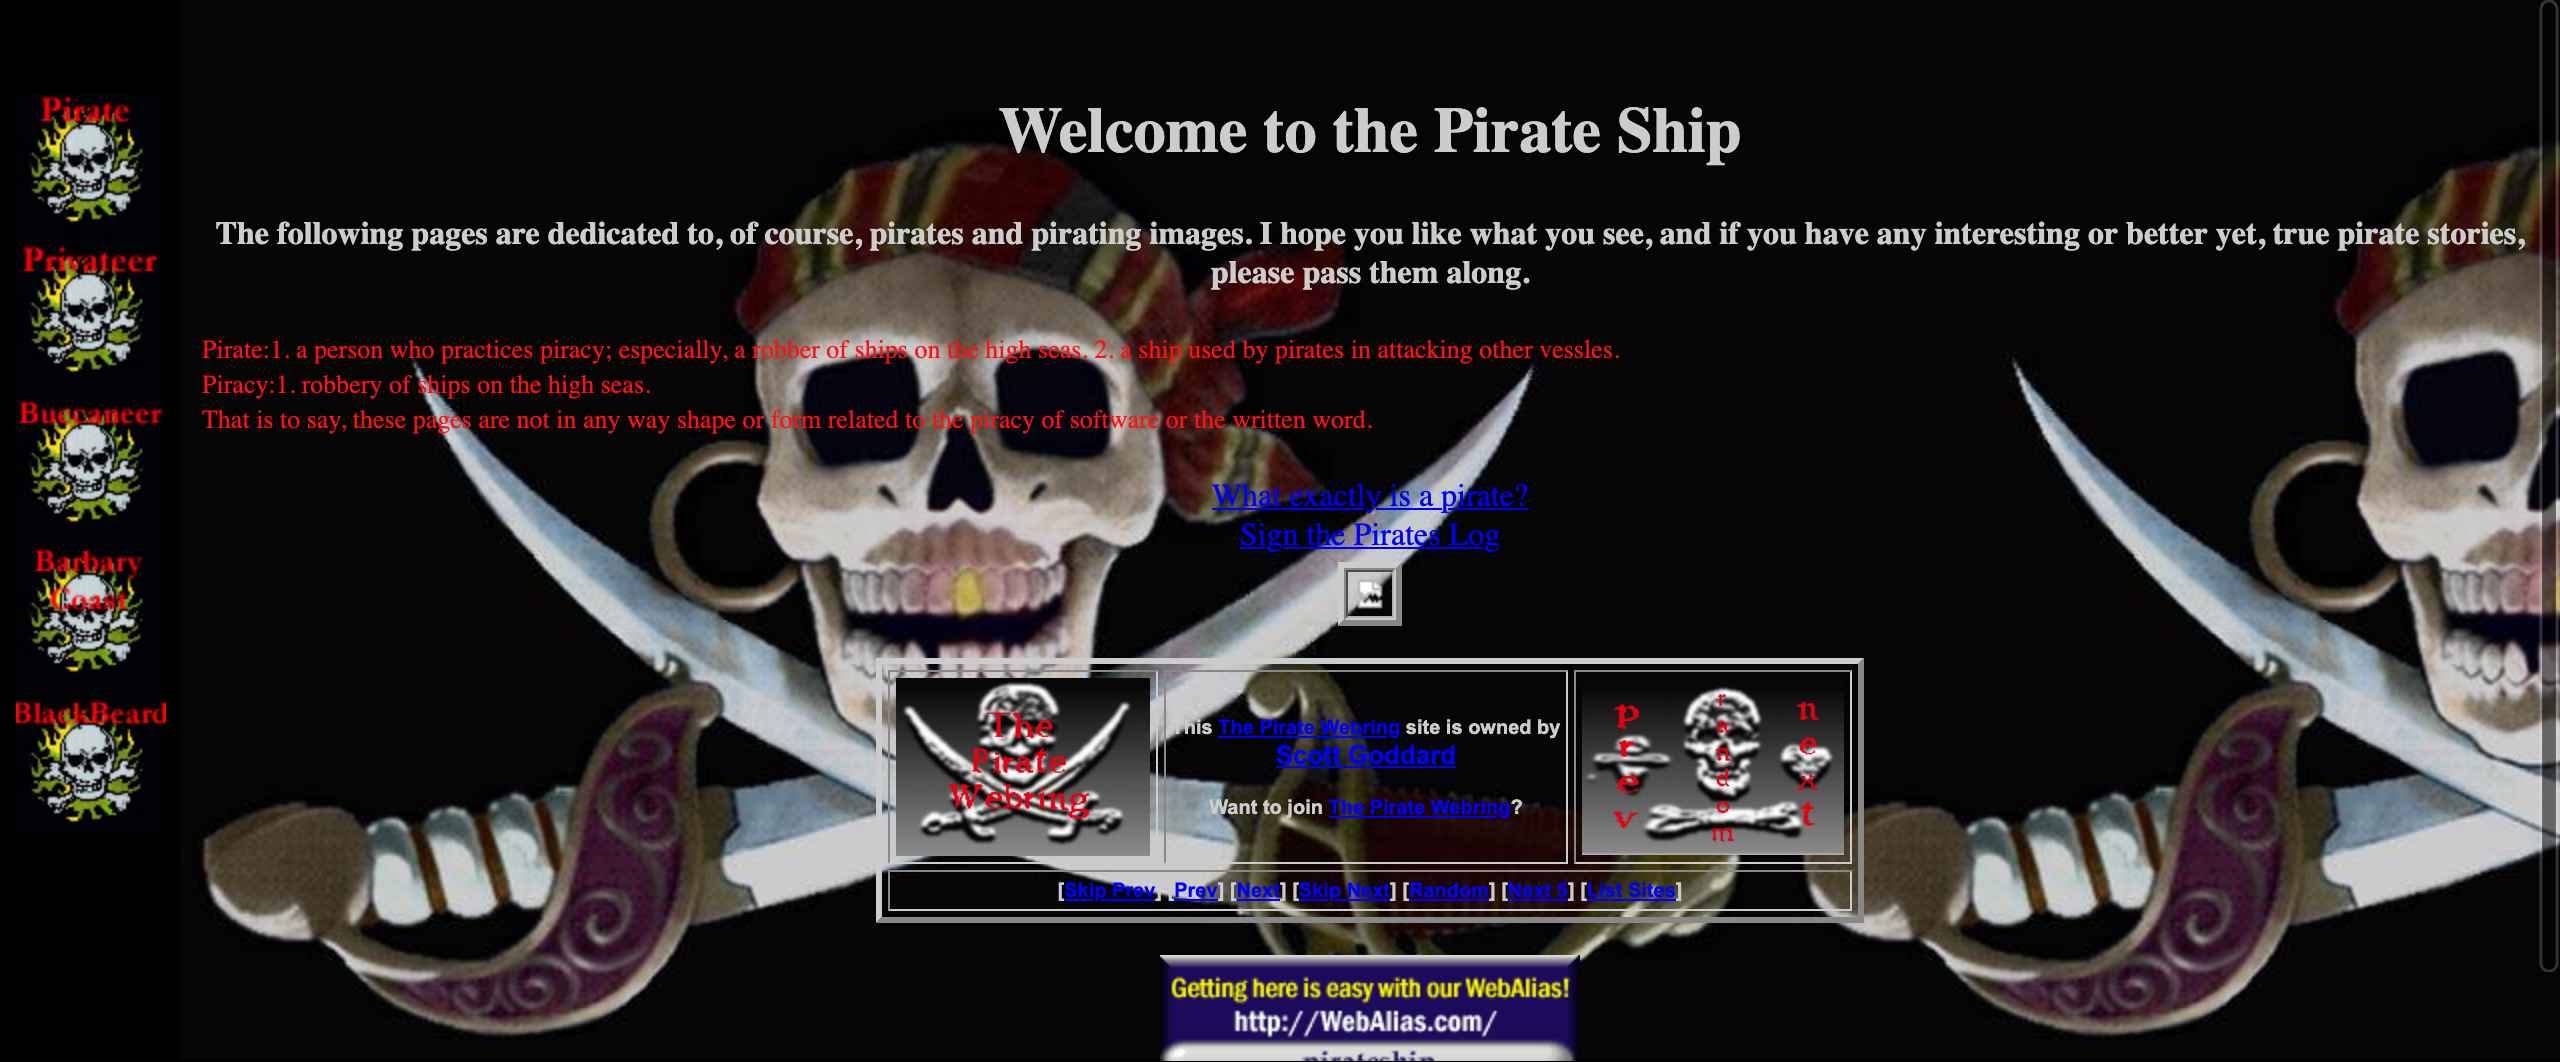 Pirate
Privateer
Buccaneer
Barbary
Coast
BlackBeard
Welcome to the Pirate Ship
The following pages are dedicated to, of course, pirates and pirating images. I hope you like what you see, and if you have any interesting or better yet, true pirate stories,
please pass them along.
Pirate:1. a person who practices piracy; especially, a robber of ships on the high seas. 2. a ship used by pirates in attacking other vessles.
Piracy:1. robbery of ships on the high seas.
That is to say, these pages are not in any way shape or form related to the piracy of software or the written word.
What exactly is a pirate?
Sign the Pirates Log
The
Pirate
Webring
This The Pirate Webring site is owned by
Scott Goddard
Want to join The Pirate Webring?
prev
random
next
[Skip Prev] [Prev] [Next] [Skip Next] [Random] [Next 5] [List Sites]
Getting here is easy with our WebAlias!
http://WebAlias.com/
pirateship